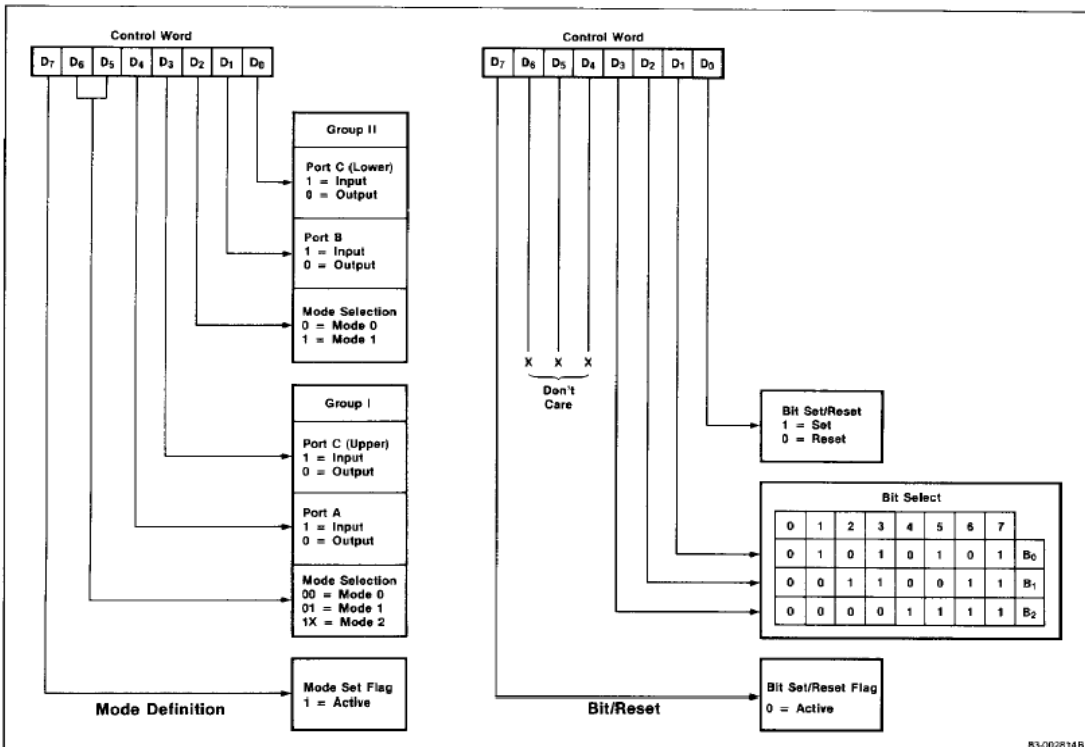 Control Word
D7 D6 D5 D4 D3 D2 D1 D0
Group II
Port C (Lower)
1 = Input
0 = Output
Port B
1 = Input
0 = Output
Mode Selection
0 = Mode 0
1 = Mode 1
Group I
Port C (Upper)
1 = Input
0 = Output
Port A
1 = Input
0 = Output
Mode Selection
00 = Mode 0
01 = Mode 1
1X = Mode 2
Mode Set Flag
1 = Active
Mode Definition
Control Word
D7 D6 D5 D4 D3 D2 D1 D0
X X X
Don't
Care
Bit Set/Reset
1 = Set
0 = Reset
Bit Select
0 1 2 3 4 5 6 7
0 1 0 1 0 1 0 1 B0
0 0 1 1 0 0 1 1 B1
0 0 0 0 1 1 1 1 B2
Bit Set/Reset Flag
0 = Active
Bit/Reset
83-002814B